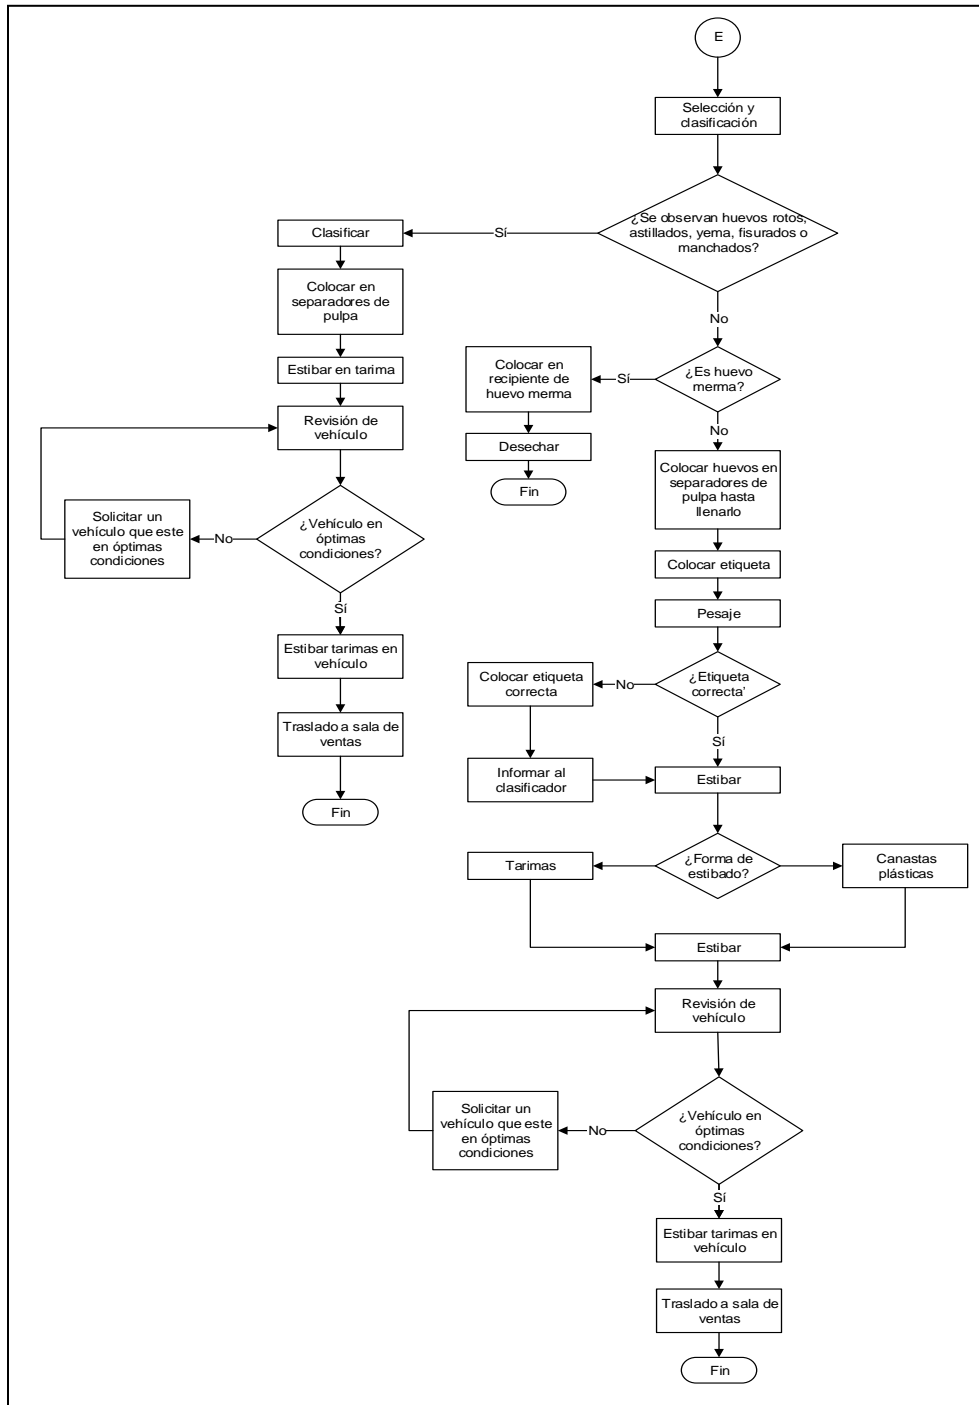 E
Selección y
clasificación
¿Se observan huevos rotos,
astillados, yema, fisurados o
manchados?
Sí
Clasificar
Colocar en
separadores de
pulpa
Estibar en tarima
Revisión de
vehículo
¿Vehículo en
óptimas
condiciones?
No
Solicitar un
vehículo que este
en óptimas
condiciones
Sí
Estibar tarimas en
vehículo
Traslado a sala de
ventas
Fin
No
¿Es huevo
merma?
Sí
Colocar en
recipiente de
huevo merma
Desechar
Fin
No
Colocar huevos en
separadores de
pulpa hasta
llenarlo
Colocar etiqueta
Pesaje
¿Etiqueta
correcta'
No
Colocar etiqueta
correcta
Informar al
clasificador
Sí
Estibar
¿Forma de
estibado?
Tarimas
Canastas
plásticas
Estibar
Revisión de
vehículo
¿Vehículo en
óptimas
condiciones?
No
Solicitar un
vehículo que este
en óptimas
condiciones
Sí
Estibar tarimas en
vehículo
Traslado a sala de
ventas
Fin